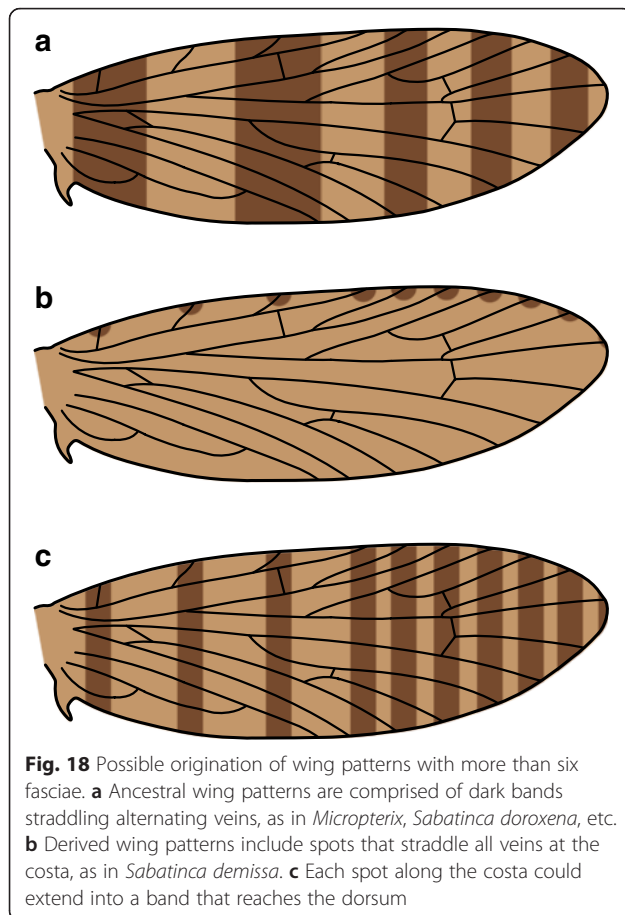 a
b
c
Fig. 18 Possible origination of wing patterns with more than six
fasciae. a Ancestral wing patterns are comprised of dark bands
straddling alternating veins, as in Micropterix, Sabatinca doroxena, etc.
b Derived wing patterns include spots that straddle all veins at the
costa, as in Sabatinca demissa. c Each spot along the costa could
extend into a band that reaches the dorsum